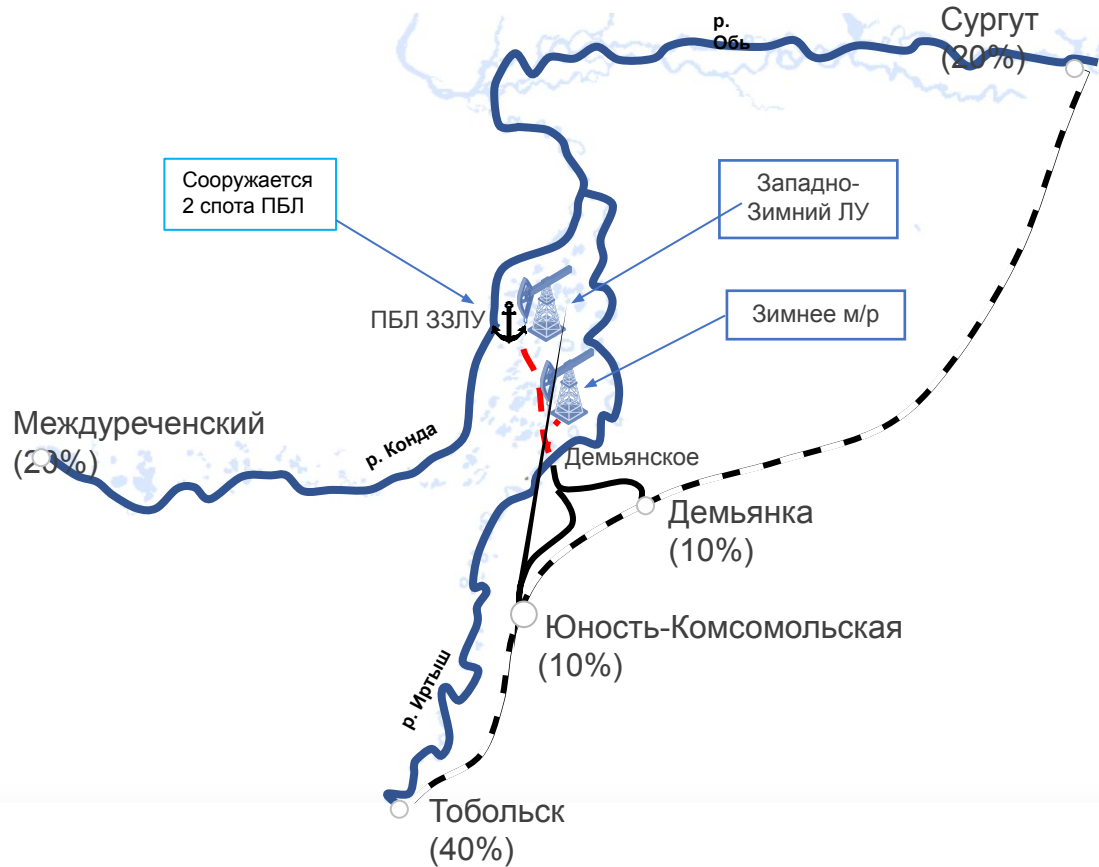 р.
Обь
Сургут
(20%)
Сооружается
2 спота ПБЛ
Западно-
Зимний ЛУ
ПБЛ ЗЗЛУ
Зимнее м/р
Междуреченский
(20%)
р. Конда
Демьянское
Демьянка
(10%)
Юность-Комсомольская
(10%)
р. Иртыш
Тобольск
(40%)